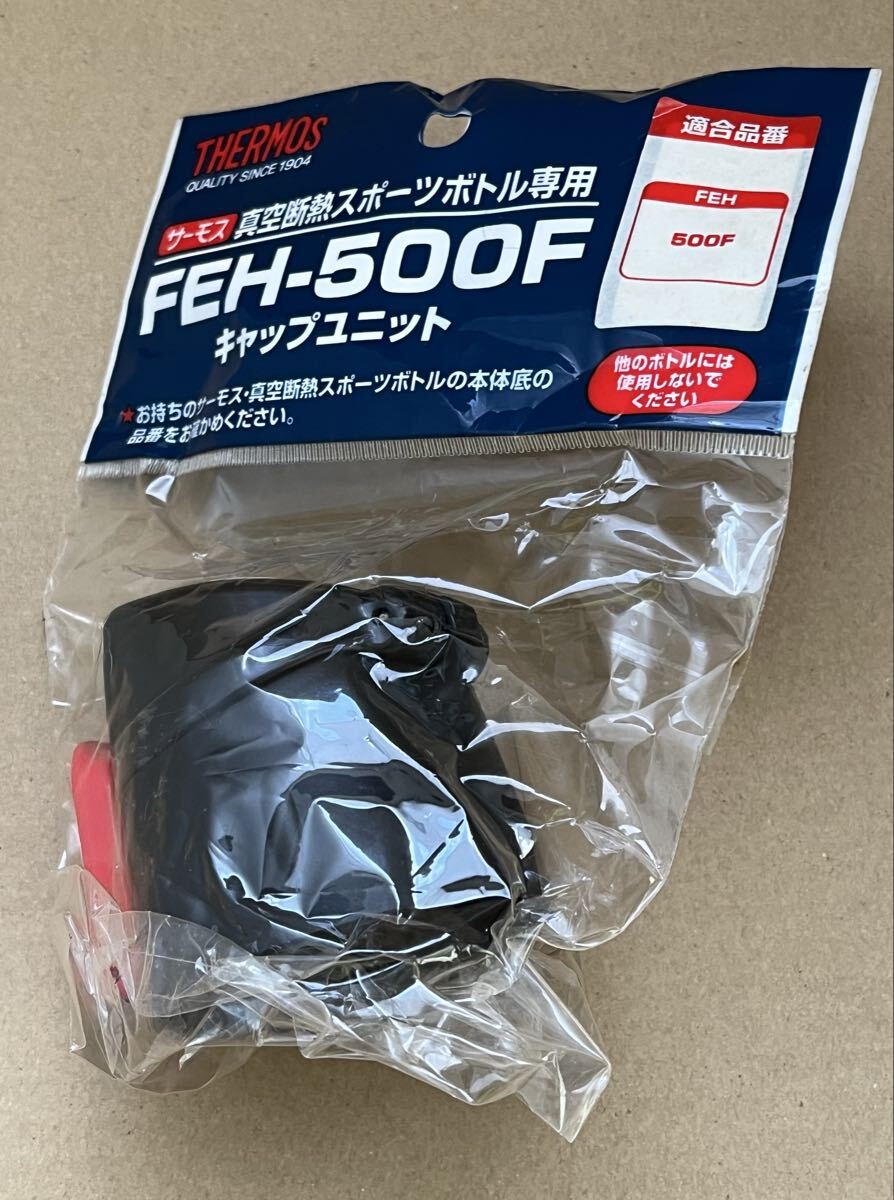 THERMOS
QUALITY SINCE 1904
サーモス 真空断熱スポーツボトル専用
FEH-500F
キャップユニット
★お持ちのサーモス・真空断熱スポーツボトルの本体底の
品番をお確かめください。
適合品番
FEH
500F
他のボトルには
使用しないで
ください